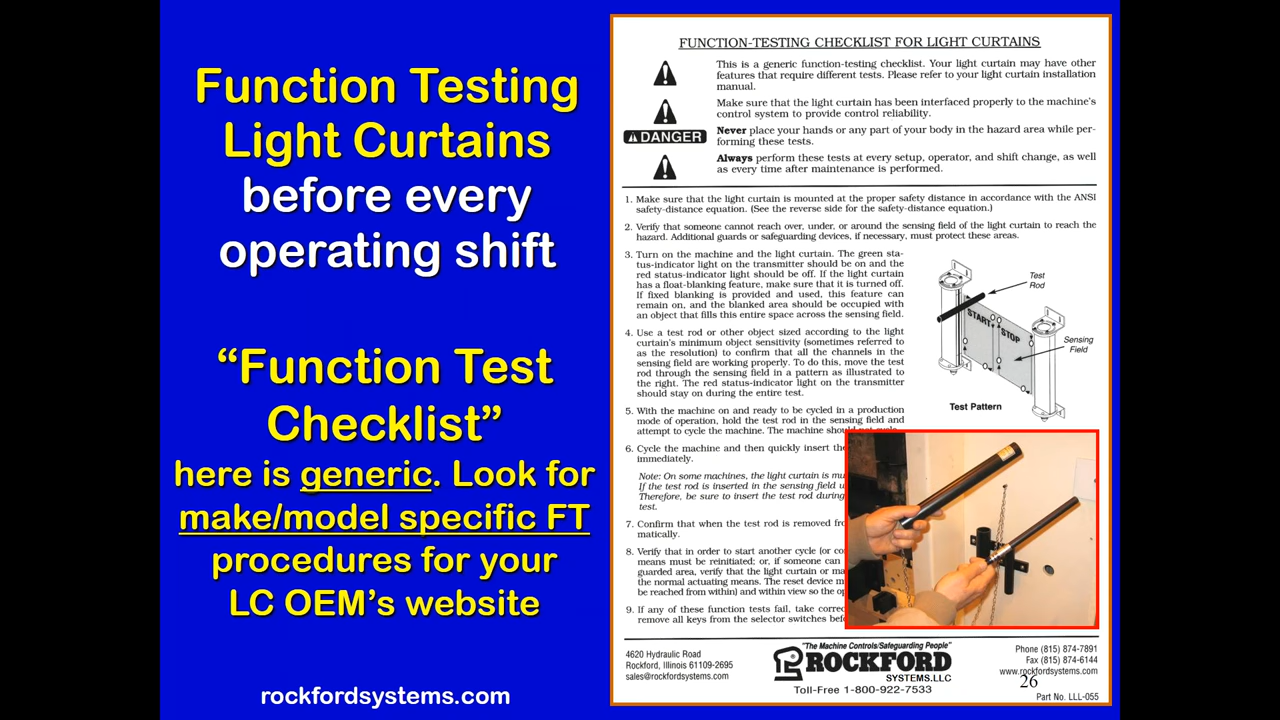 Function Testing
Light Curtains
before every
operating shift
“Function Test
Checklist”
here is generic. Look for
make/model specific FT
procedures for your
LC OEM’s website
rockfordsystems.com
FUNCTION-TESTING CHECKLIST FOR LIGHT CURTAINS
This is a generic function-testing checklist. Your light curtain may have other
features that require different tests. Please refer to your light curtain installation
manual.
Make sure that the light curtain has been interfaced properly to the machine's
control system to provide control reliability.
DANGER
Never place your hands or any part of your body in the hazard area while per-
forming these tests.
Always perform these tests at every setup, operator, and shift change, as well
as every time after maintenance is performed.
1. Make sure that the light curtain is mounted at the proper safety distance in accordance with the ANSI
safety-distance equation. (See the reverse side for the safety-distance equation.)
2. Verify that someone cannot reach over, under, or around the sensing field of the light curtain to reach the
hazard. Additional guards or safeguarding devices, if necessary, must protect these areas.
3. Turn on the machine and the light curtain. The green sta-
tus-indicator light on the transmitter should be on and the
red status-indicator light should be off. If the light curtain
has a float-blanking feature, make sure that it is turned off.
If fixed blanking is provided and used, this feature can
remain on, and the blanked area should be occupied with
an object that fills this entire space across the sensing field.
4. Use a test rod or other object sized according to the light
curtain's minimum object sensitivity (sometimes referred to
as the resolution) to confirm that all the channels in the
sensing field are working properly. To do this, move the test
rod through the sensing field in a pattern as illustrated to
the right. The red status-indicator light on the transmitter
should stay on during the entire test.
5. With the machine on and ready to be cycled in a production
mode of operation, hold the test rod in the sensing field and
attempt to cycle the machine. The machine should not cycle.
6. Cycle the machine and then quickly insert the
immediately.
Note: On some machines, the light curtain is mu
If the test rod is inserted in the sensing field
Therefore, be sure to insert the test rod during
test.
7. Confirm that when the test rod is removed fro
matically.
8. Verify that in order to start another cycle (or co
means must be reinitiated; or, if someone can
guarded area, verify that the light curtain or ma
the normal actuating means. The reset device m
be reached from within) and within view so the op
9. If any of these function tests fail, take correc
remove all keys from the selector switches befo
Test
Rod
START
STOP
Sensing
Field
Test Pattern
4620 Hydraulic Road
Rockford, Illinois 61109-2695
sales@rockfordsystems.com
"The Machine Controls/Safeguarding People"
ROCKFORD
SYSTEMS.LLC
Toll-Free 1-800-922-7533
Phone (815) 874-7891
Fax (815) 874-6144
www.rockfordsystems.com
26
Part No. LLL-055